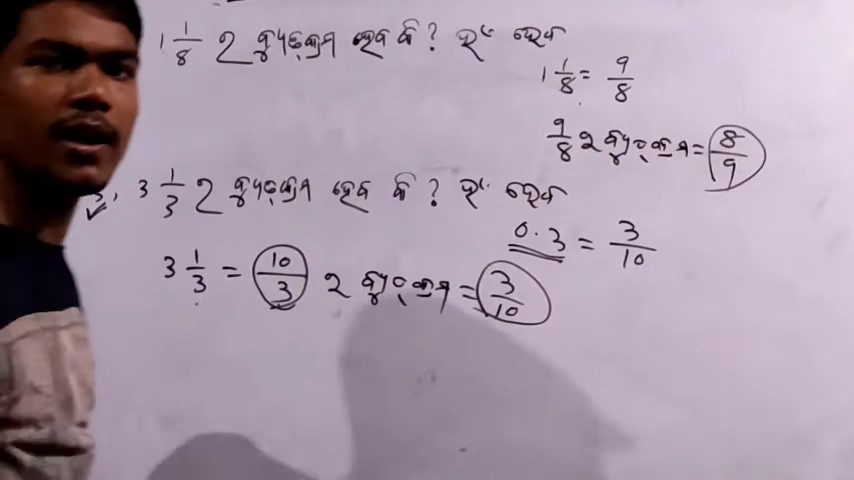 1 1/8 ର ବ୍ୟୁତ୍କ୍ରମ ହେବ କି? ହଁ ହେବ
1 1/8 = 9/8
9/8 ର ବ୍ୟୁତ୍କ୍ରମ = 8/9
3 1/3 ର ବ୍ୟୁତ୍କ୍ରମ ହେବ କି? ହଁ ହେବ
0.3 = 3/10
3 1/3 = 10/3 ର ବ୍ୟୁତ୍କ୍ରମ = 3/10